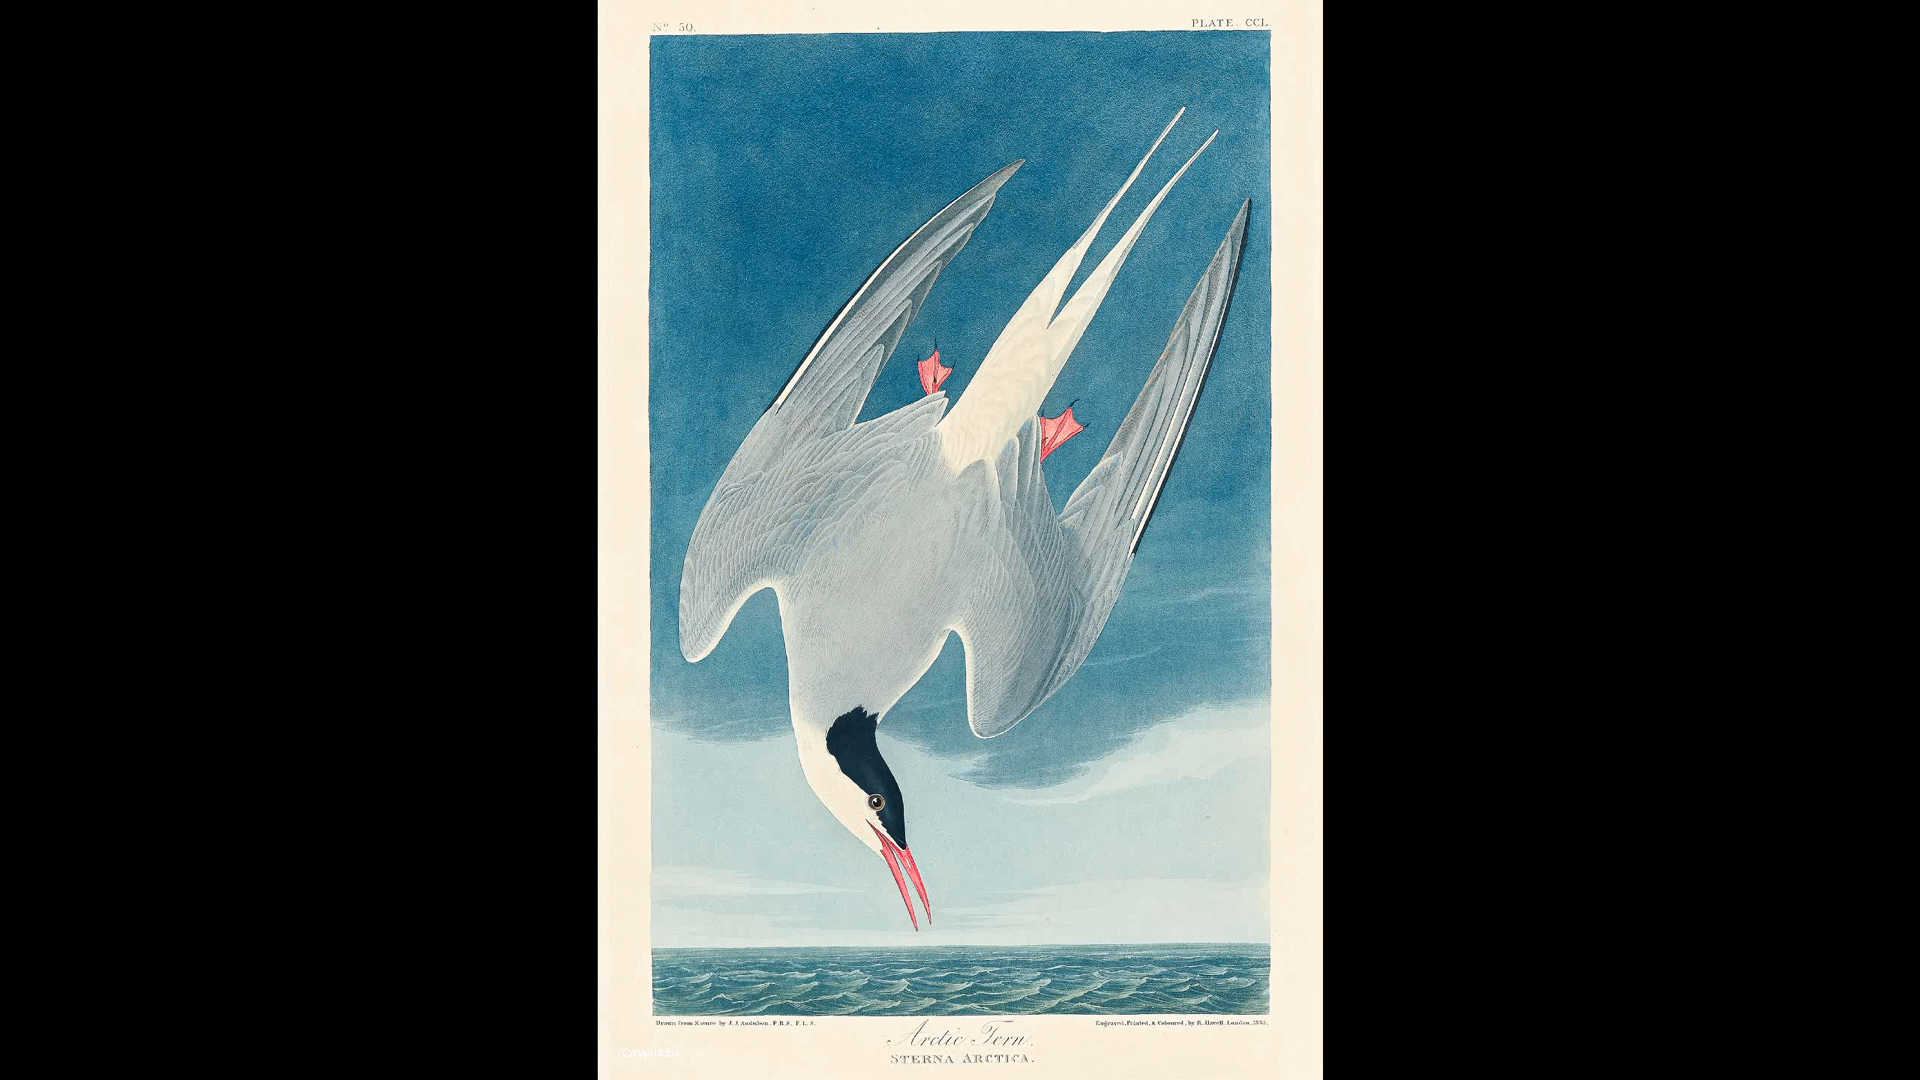 Nº 50.
PLATE. CCL.
Drawn from Nature by J. J. Audubon, F.R.S. F.L.S.
Engraved, Printed, & Coloured, by R. Havell. London. 1835.
Arctic Tern.
STERNA ARCTICA.
rawpixel